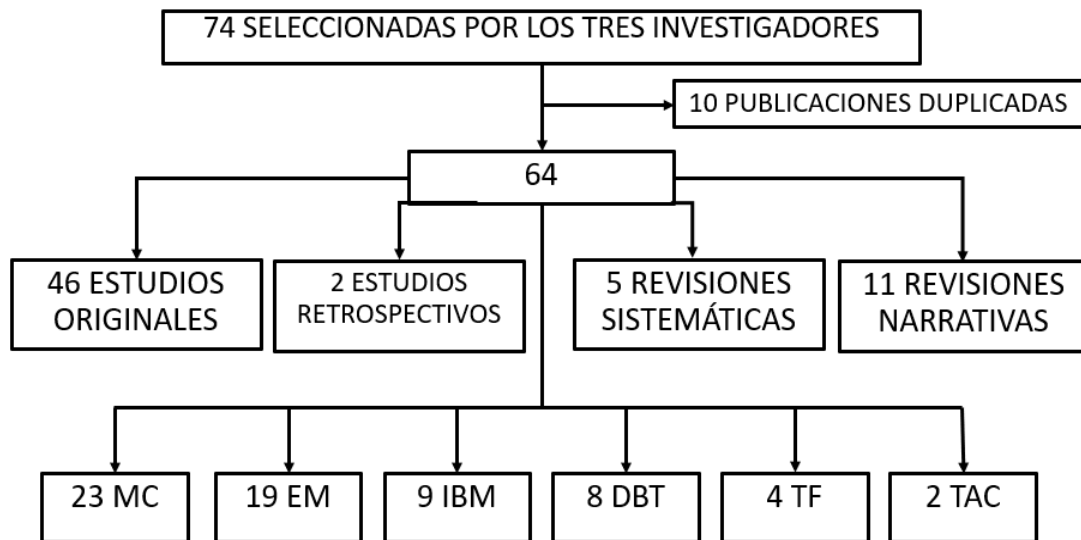 74 SELECCIONADAS POR LOS TRES INVESTIGADORES
10 PUBLICACIONES DUPLICADAS
64
46 ESTUDIOS
ORIGINALES
2 ESTUDIOS
RETROSPECTIVOS
5 REVISIONES
SISTEMÁTICAS
11 REVISIONES
NARRATIVAS
23 MC
19 EM
9 IBM
8 DBT
4 TF
2 TAC